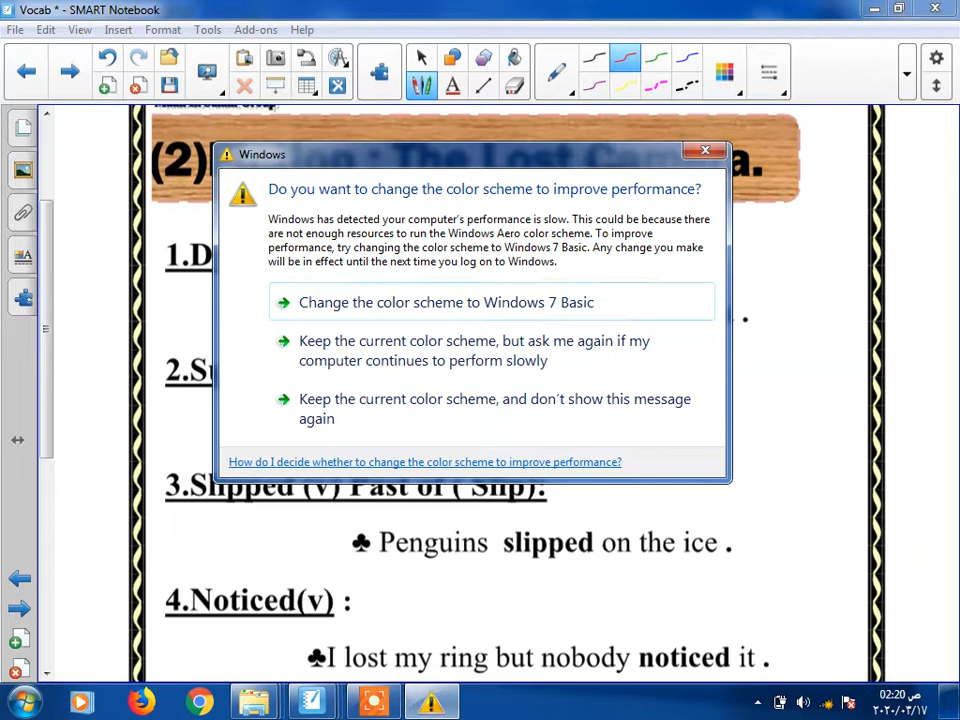 Vocab * - SMART Notebook
File Edit View Insert Format Tools Add-ons Help
(2) : The Lost Ca a.
Windows
Do you want to change the color scheme to improve performance?
Windows has detected your computer's performance is slow. This could be because there
are not enough resources to run the Windows Aero color scheme. To improve
performance, try changing the color scheme to Windows 7 Basic. Any change you make
will be in effect until the next time you log on to Windows.
Change the color scheme to Windows 7 Basic
Keep the current color scheme, but ask me again if my
computer continues to perform slowly
Keep the current color scheme, and don't show this message
again
How do I decide whether to change the color scheme to improve performance?
1.D
.
2.Su
3.Slipped (v) Past of ( Slip):
♣ Penguins slipped on the ice .
4.Noticed(v) :
♣I lost my ring but nobody noticed it .
02:20 ص
٢٠٢٠/٠٣/١٧